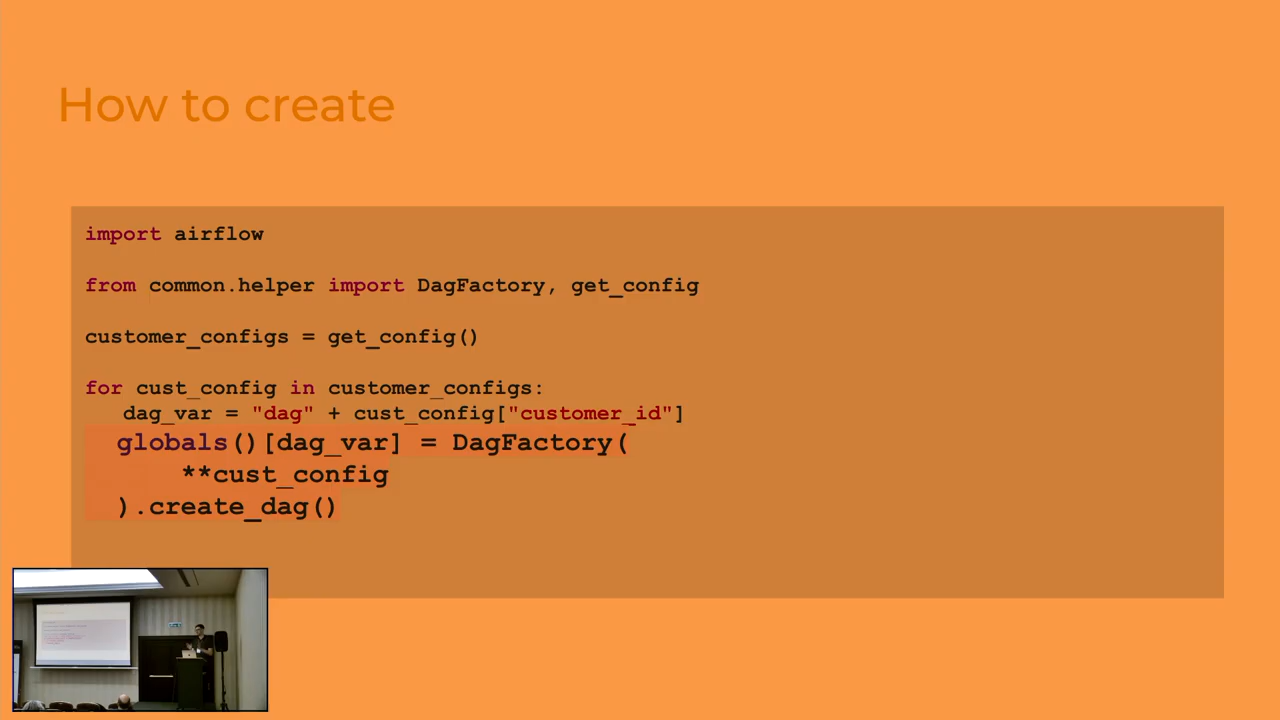 How to create
import airflow
from common.helper import DagFactory, get_config
customer_configs = get_config()
for cust_config in customer_configs:
dag_var = "dag" + cust_config["customer_id"]
globals()[dag_var] = DagFactory(
**cust_config
).create_dag()